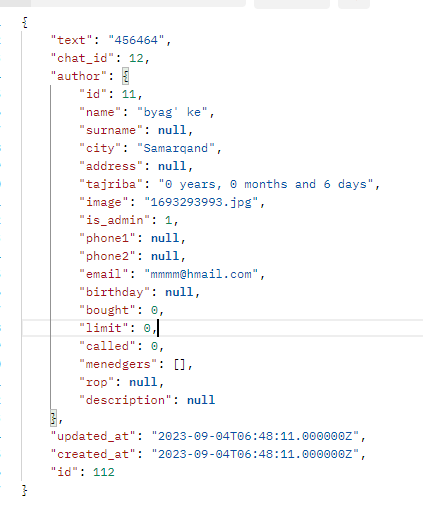 {
"text": "456464",
"chat_id": 12,
"author": {
"id": 11,
"name": "byag' ke",
"surname": null,
"city": "Samarqand",
"address": null,
"tajriba": "0 years, 0 months and 6 days",
"image": "1693293993.jpg",
"is_admin": 1,
"phone1": null,
"phone2": null,
"email": "mmmm@hmail.com",
"birthday": null,
"bought": 0,
"limit": 0,
"called": 0,
"menedgers": [],
"rop": null,
"description": null
},
"updated_at": "2023-09-04T06:48:11.000000Z",
"created_at": "2023-09-04T06:48:11.000000Z",
"id": 112
}